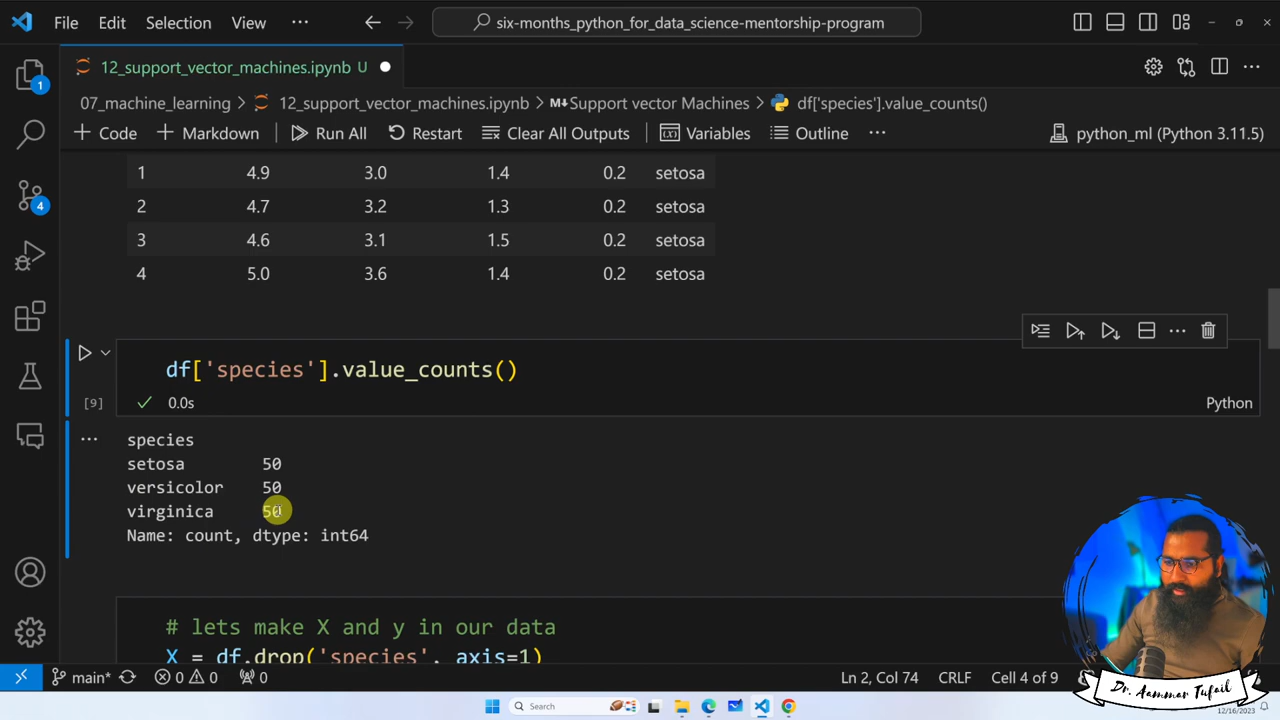 File Edit Selection View ··· six-months_python_for_data_science-mentorship-program
12_support_vector_machines.ipynb U
07_machine_learning > 12_support_vector_machines.ipynb > M↓Support vector Machines > df['species'].value_counts()
+ Code + Markdown Run All Restart Clear All Outputs Variables Outline ··· python_ml (Python 3.11.5)
1
4
1 4.9 3.0 1.4 0.2 setosa
2 4.7 3.2 1.3 0.2 setosa
3 4.6 3.1 1.5 0.2 setosa
4 5.0 3.6 1.4 0.2 setosa
df['species'].value_counts()
[9] 0.0s Python
species
setosa 50
versicolor 50
virginica 50
Name: count, dtype: int64
# lets make X and y in our data
X = df.drop('species', axis=1)
main* 0 0 0 Ln 2, Col 74 CRLF Cell 4 of 9
Dr. Aammar Tufail
Search
12/16/2023